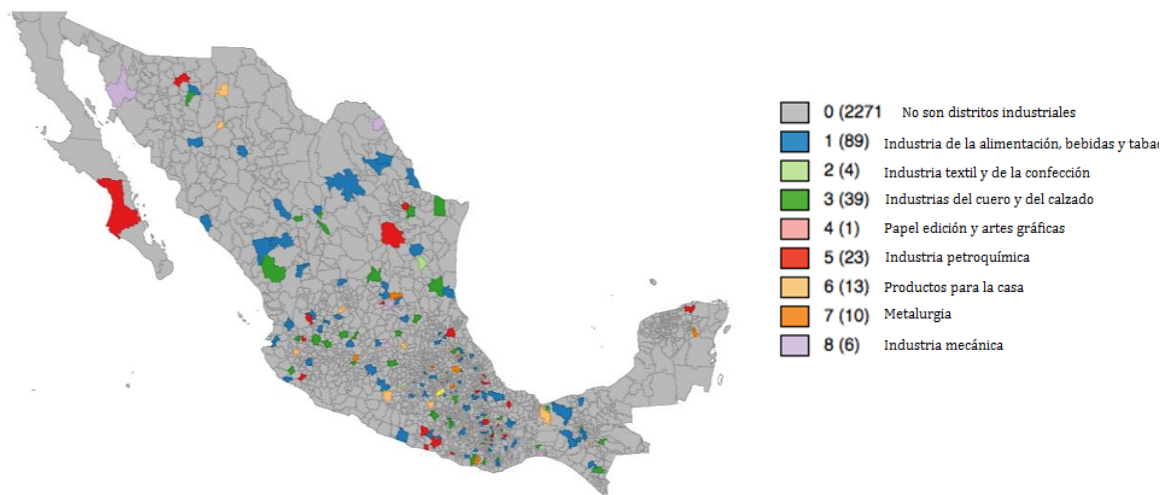 0 (2271 No son distritos industriales
1 (89) Industria de la alimentación, bebidas y tabac
2 (4) Industria textil y de la confección
3 (39) Industrias del cuero y del calzado
4 (1) Papel edición y artes gráficas
5 (23) Industria petroquímica
6 (13) Productos para la casa
7 (10) Metalurgia
8 (6) Industria mecánica